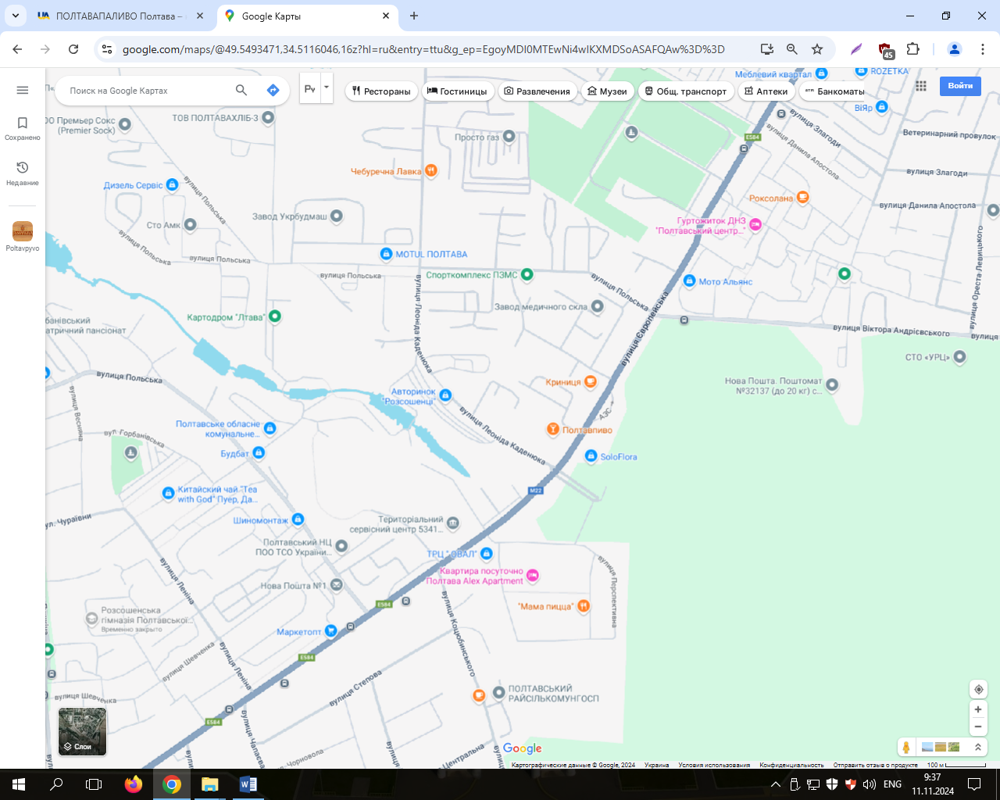 ПОЛТАВАПАЛИВО Полтава –
Google Карты
google.com/maps/@49.5493471,34.5116046,16z?hl=ru&entry=ttu&g_ep=EgoyMDI0MTEwNi4wIKXMDSoASAFQAw%3D%3D
45
Поиск на Google Картах
Рестораны
Гостиницы
Развлечения
Музеи
Общ. транспорт
Аптеки
Банкоматы
Войти
Сохранено
Недавние
Poltavpyvo
Меблевий квартал
ROZETKA
ВіЯр
ОО Премьер Сокс
(Premier Sock)
ТОВ ПОЛТАВАХЛІБ-3
Просто газ
E584
вулиця Злагоди
вулиця Данила Апостола
Ветеринарний провулок
вулиця Злагоди
Чебуречна Лавка
Дизель Сервіс
вулиця Польська
Роксолана
вулиця Данила Апостола
Завод Укрбудмаш
Сто Амк
Гуртожиток ДНЗ
"Полтавський центр...
вулиця Польська
вулиця Польська
MOTUL ПОЛТАВА
вулиця Ореста Левицького
вулиця Польська
Спорткомплекс ПЗМС
вулиця Польська
Мото Альянс
Завод медичного скла
вулиця Леоніда Каденюка
вулиця Європейська
Картодром "Лтава"
банівський
атричний пансіонат
вулиця Віктора Андрієвського
вулиця
СТО «УРЦ»
вулиця Польська
Криниця
Нова Пошта. Поштомат
№32137 (до 20 кг) с...
Авторинок
"Розсошенці"
вулиця Весняна
АЗС
вулиця Леоніда Каденюка
Полтавське обласне
комунальне...
Полтавпиво
вул. Горбанівська
Будбат
SoloFlora
Китайский чай "Tea
with God" Пуер, Да...
M22
ул. Чураївни
Шиномонтаж
Територіальний
сервісний центр 5341...
Полтавський НЦ
ПОО ТСО України...
ТРЦ "ОВАЛ"
вулиця Леніна
Квартира посуточно
Полтава Alex Apartment
вулиця Перспективна
Нова Пошта №1
E584
"Мама пицца"
Розсошенська
гімназія Полтавської...
Временно закрыто
вулиця Коцюбинського
Маркетопт
E584
вулиця Шевченка
вулиця Леніна
вулиця Степова
ПОЛТАВСЬКИЙ
РАЙСІЛЬКОМУНГОСП
вулиця Шевченка
E584
вулиця Чапаєва
Чорновола
вулиця
Центральна
Слои
Google
Картографические данные © Google, 2024
Украина
Условия использования
Конфиденциальность
Отправить отзыв о продукте
100 м
ENG
9:37
11.11.2024